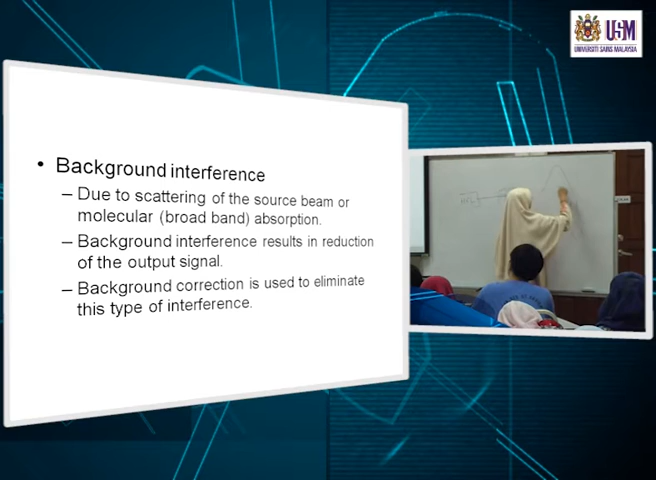 USM
UNIVERSITI SAINS MALAYSIA
• Background interference
– Due to scattering of the source beam or
molecular (broad band) absorption.
– Background interference results in reduction
of the output signal.
– Background correction is used to eliminate
this type of interference.